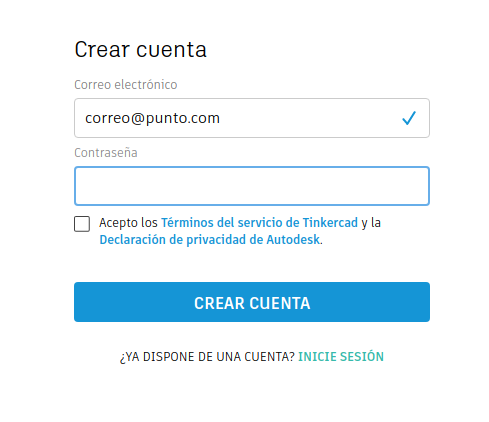 Crear cuenta
Correo electrónico
correo@punto.com
Contraseña
Acepto los Términos del servicio de Tinkercad y la
Declaración de privacidad de Autodesk.
CREAR CUENTA
¿YA DISPONE DE UNA CUENTA? INICIE SESIÓN